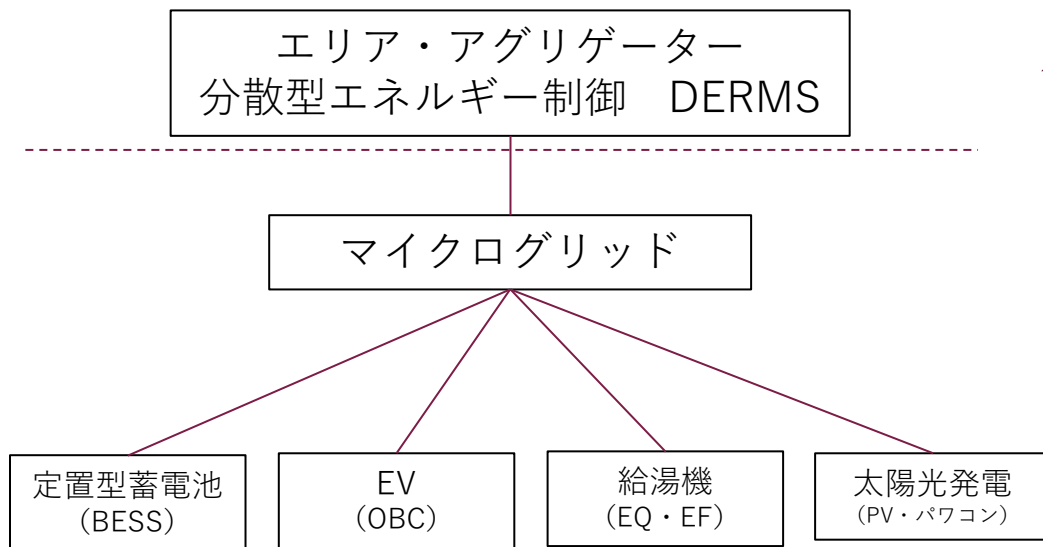 エリア・アグリゲーター
分散型エネルギー制御　DERMS
マイクログリッド
定置型蓄電池
（BESS）
EV
（OBC）
給湯機
（EQ・EF）
太陽光発電
（PV・パワコン）